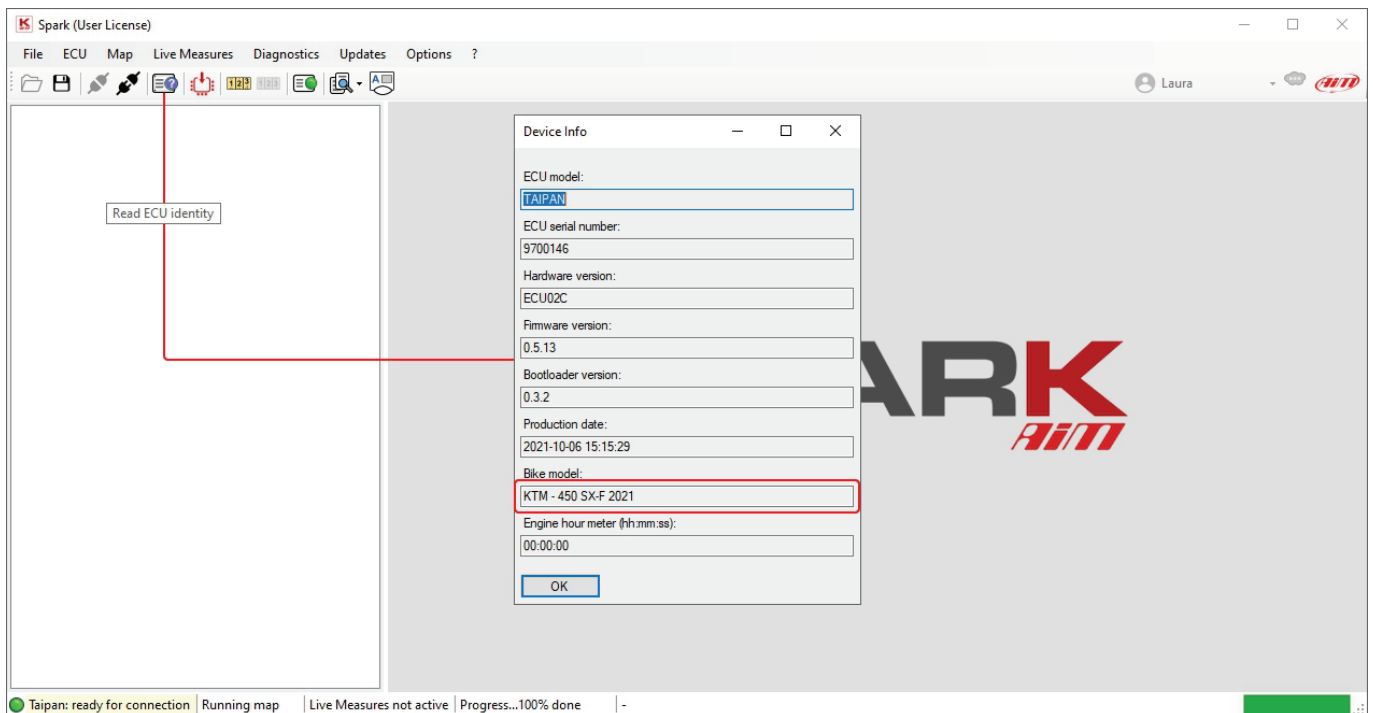 Spark (User License)
File ECU Map Live Measures Diagnostics Updates Options ?
Laura
AiM
Read ECU identity
Device Info
ECU model:
TAIPAN
ECU serial number:
9700146
Hardware version:
ECU02C
Firmware version:
0.5.13
Bootloader version:
0.3.2
Production date:
2021-10-06 15:15:29
Bike model:
KTM - 450 SX-F 2021
Engine hour meter (hh:mm:ss):
00:00:00
OK
ARK
AiM
Taipan: ready for connection Running map Live Measures not active Progress...100% done -